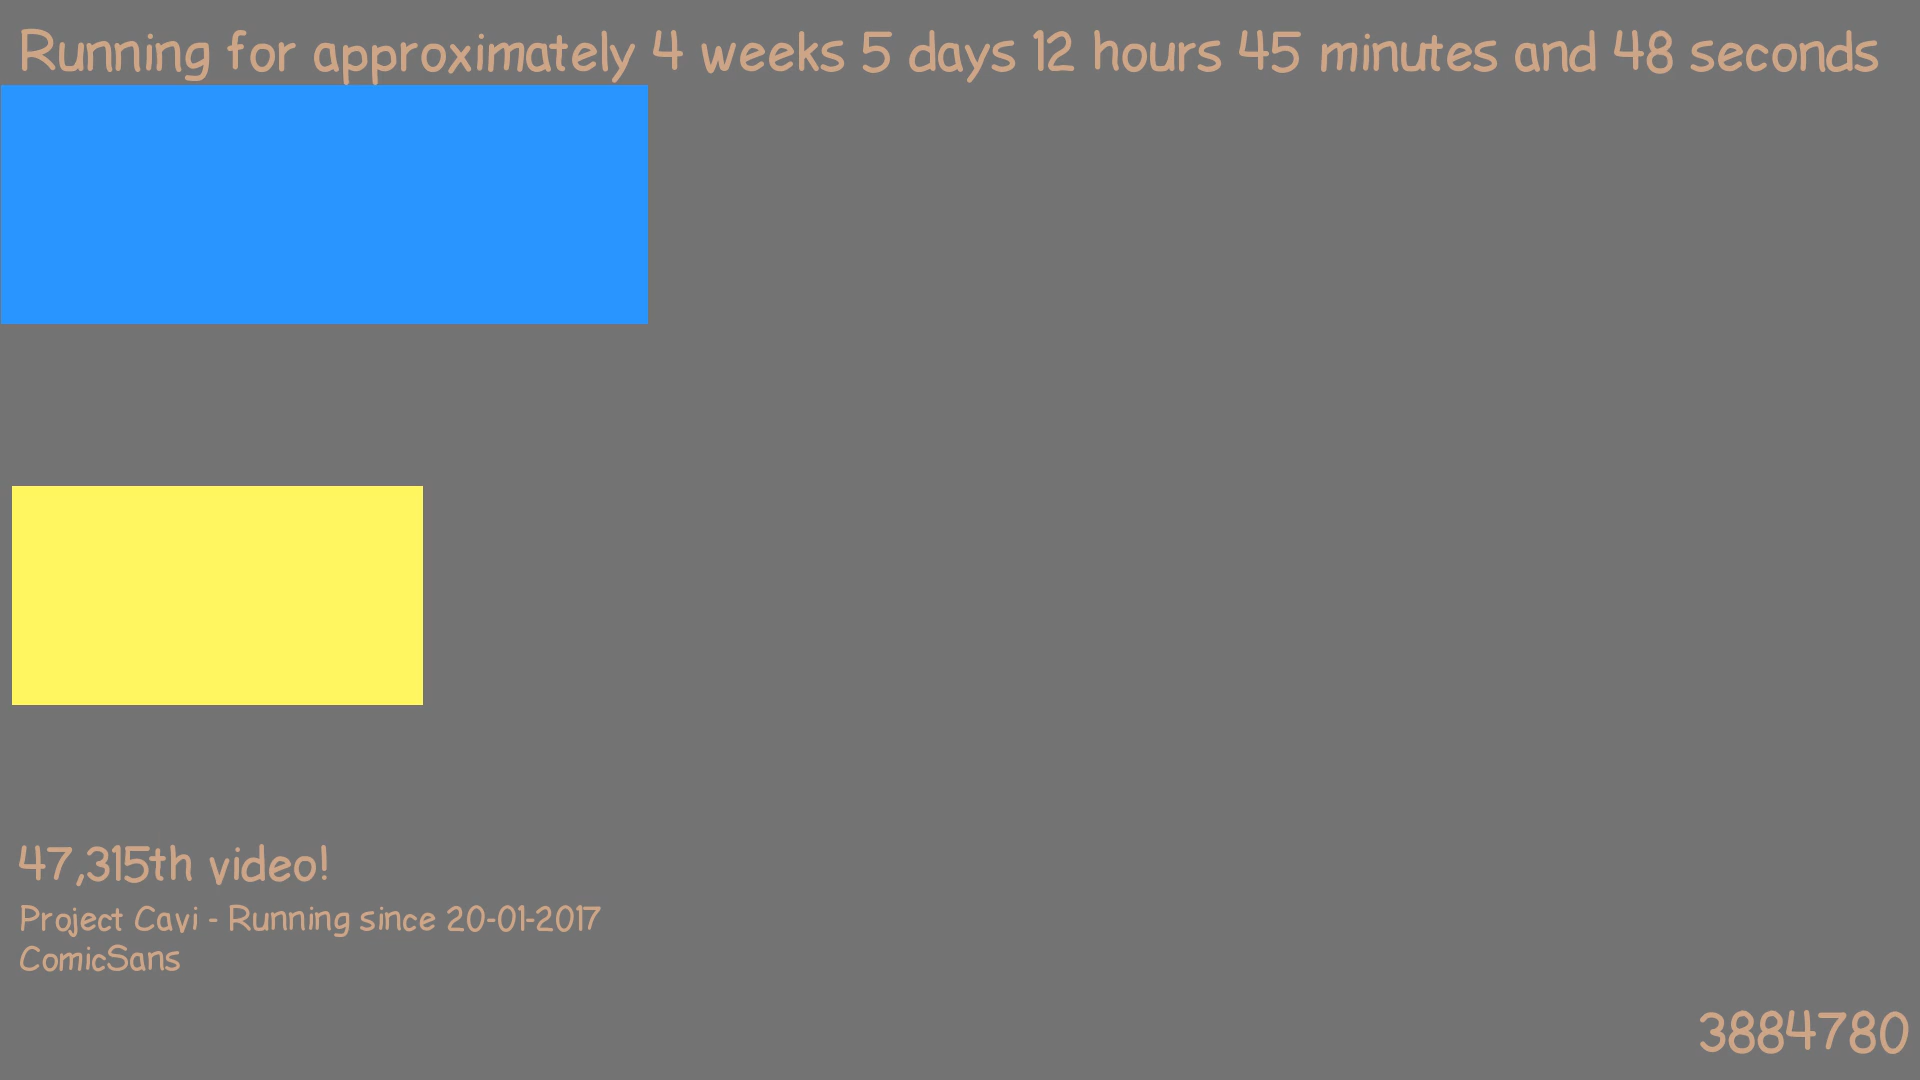 Running for approximately 4 weeks 5 days 12 hours 45 minutes and 48 seconds
47,315th video!
Project Cavi - Running since 20-01-2017
ComicSans
3884780